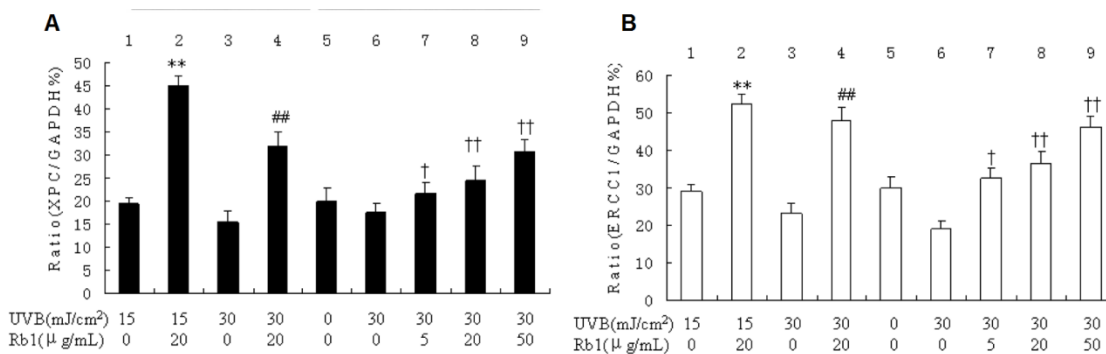 A
1 2 3 4 5 6 7 8 9
Ratio(XPC/GAPDH%)
50
45
40
35
30
25
20
15
10
5
0
** ## † †† ††
UVB(mJ/cm²) 15 15 30 30 0 30 30 30 30
Rb1(μg/mL) 0 20 0 20 0 0 5 20 50
B
1 2 3 4 5 6 7 8 9
Ratio(ERCC1/GAPDH%)
60
50
40
30
20
10
0
** ## † †† ††
UVB(mJ/cm²) 15 15 30 30 0 30 30 30 30
Rb1(μg/mL) 0 20 0 20 0 0 5 20 50